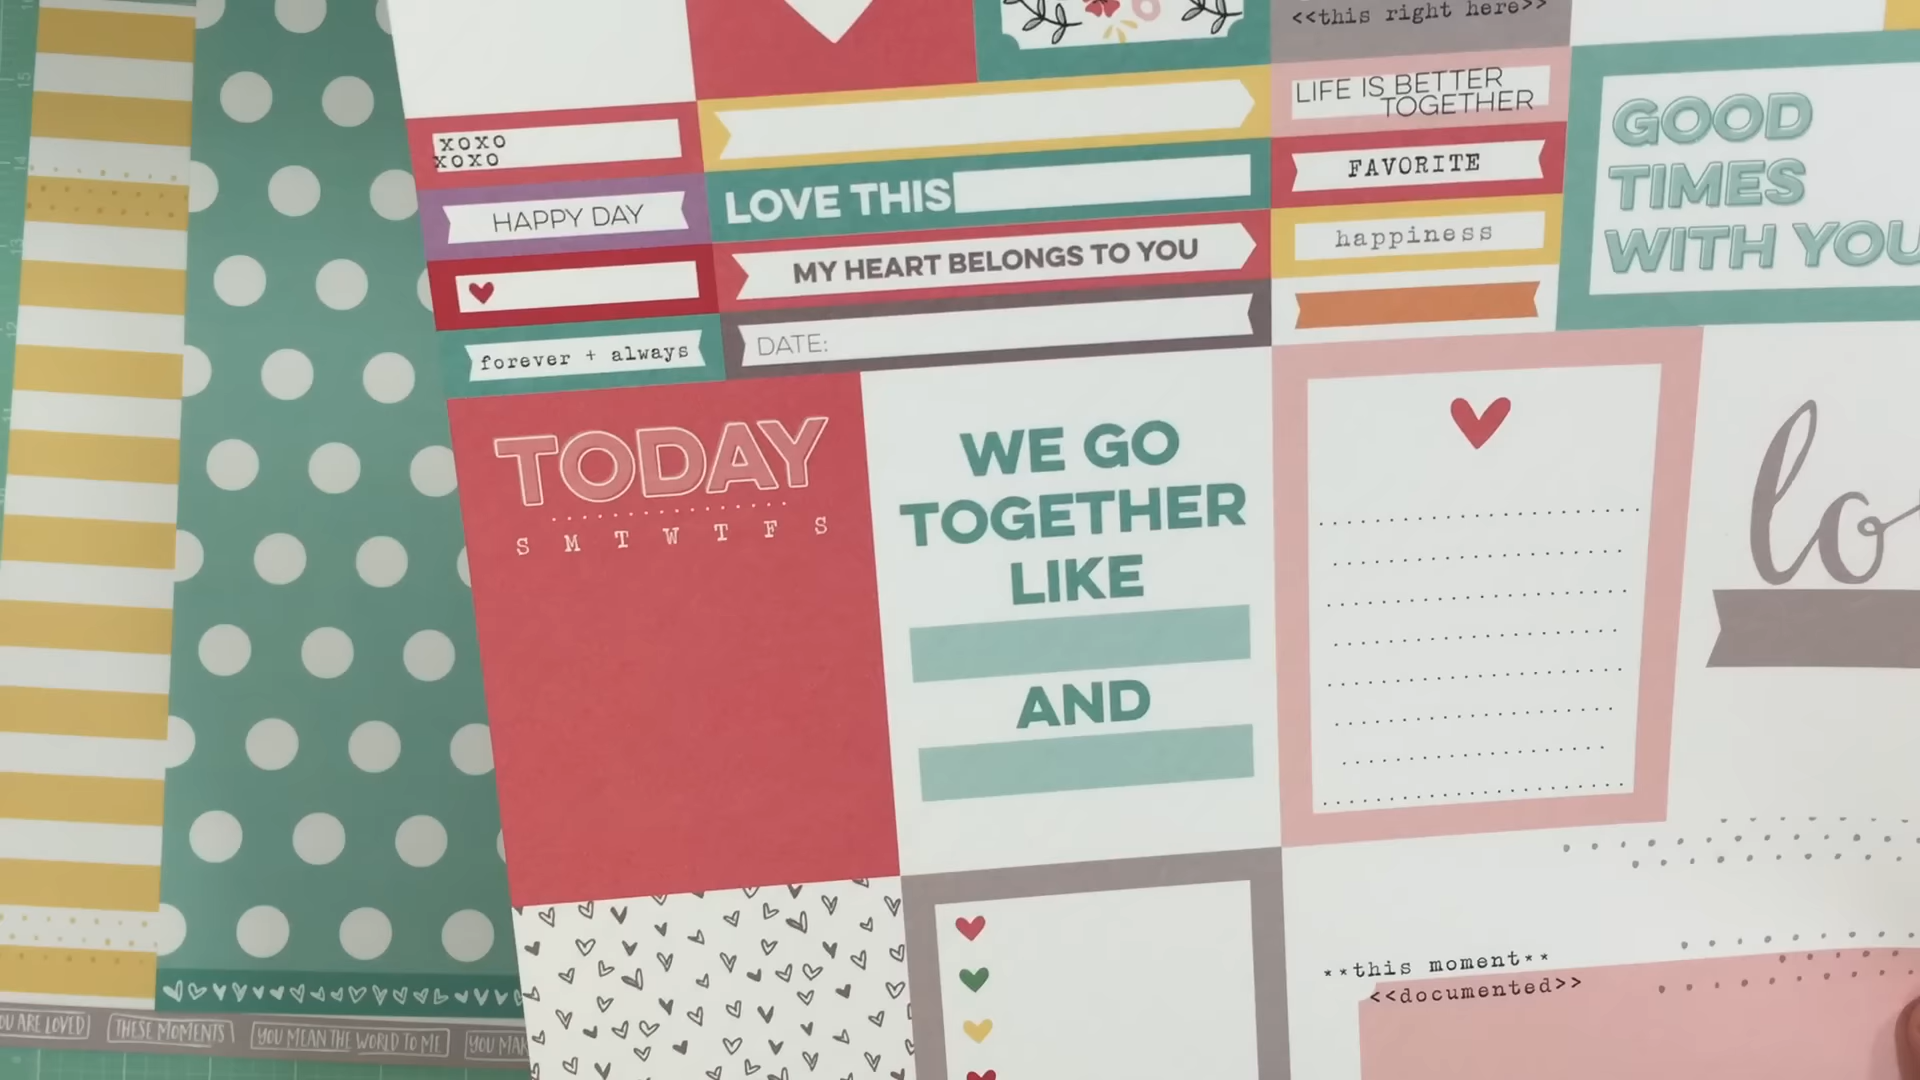 <<this right here>>
LIFE IS BETTER
TOGETHER
XOXO
XOXO
FAVORITE
HAPPY DAY
LOVE THIS
happiness
MY HEART BELONGS TO YOU
DATE:
forever + always
GOOD
TIMES
WITH YOU
TODAY
S M T W T F S
WE GO
TOGETHER
LIKE
AND
lo
**this moment**
<<documented>>
YOU ARE LOVED
THESE MOMENTS
YOU MEAN THE WORLD TO ME
YOU